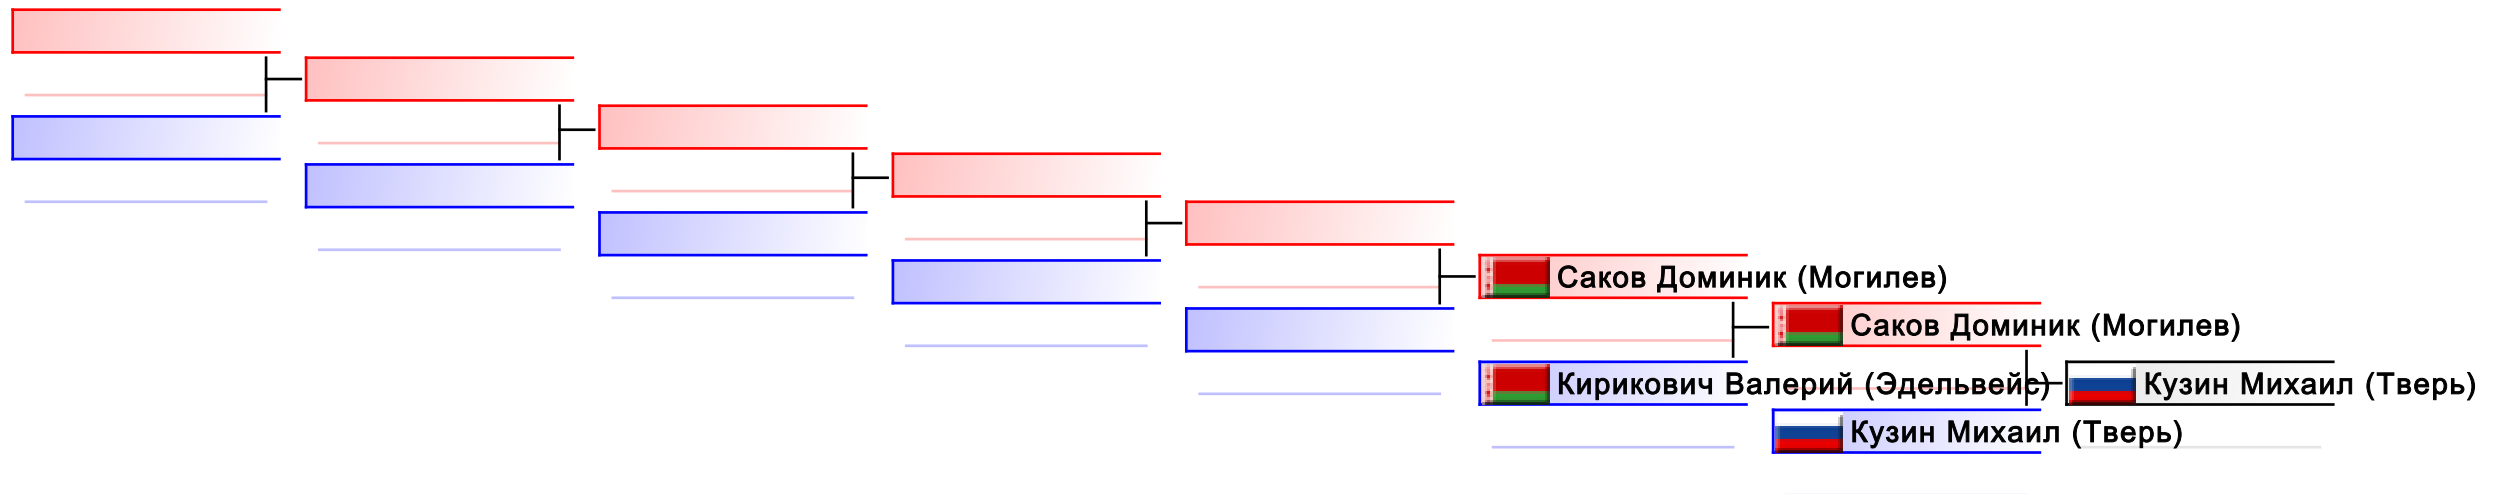 Саков Доминик (Могилев)
Саков Доминик (Могилев)
Кирикович Валерий (Эдельвейс)
Кузин Михаил (Тверь)
Кузин Михаил (Тверь)